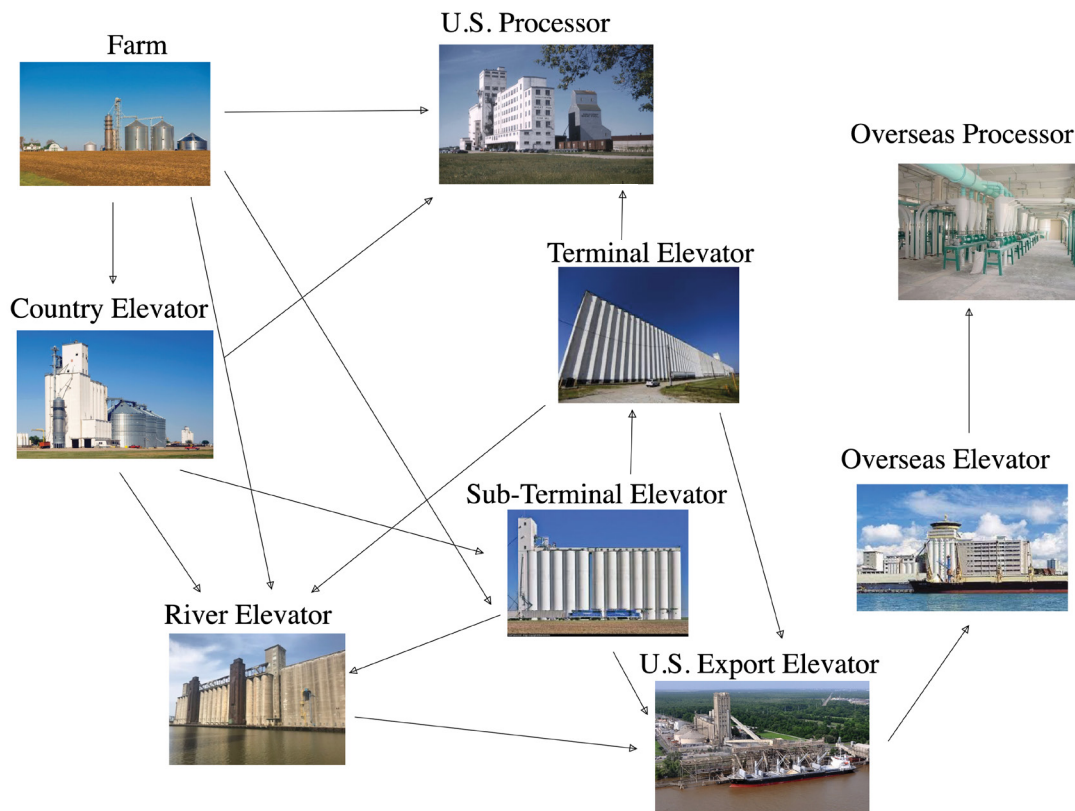 U.S. Processor
Farm
Overseas Processor
Terminal Elevator
Country Elevator
Overseas Elevator
Sub-Terminal Elevator
River Elevator
U.S. Export Elevator